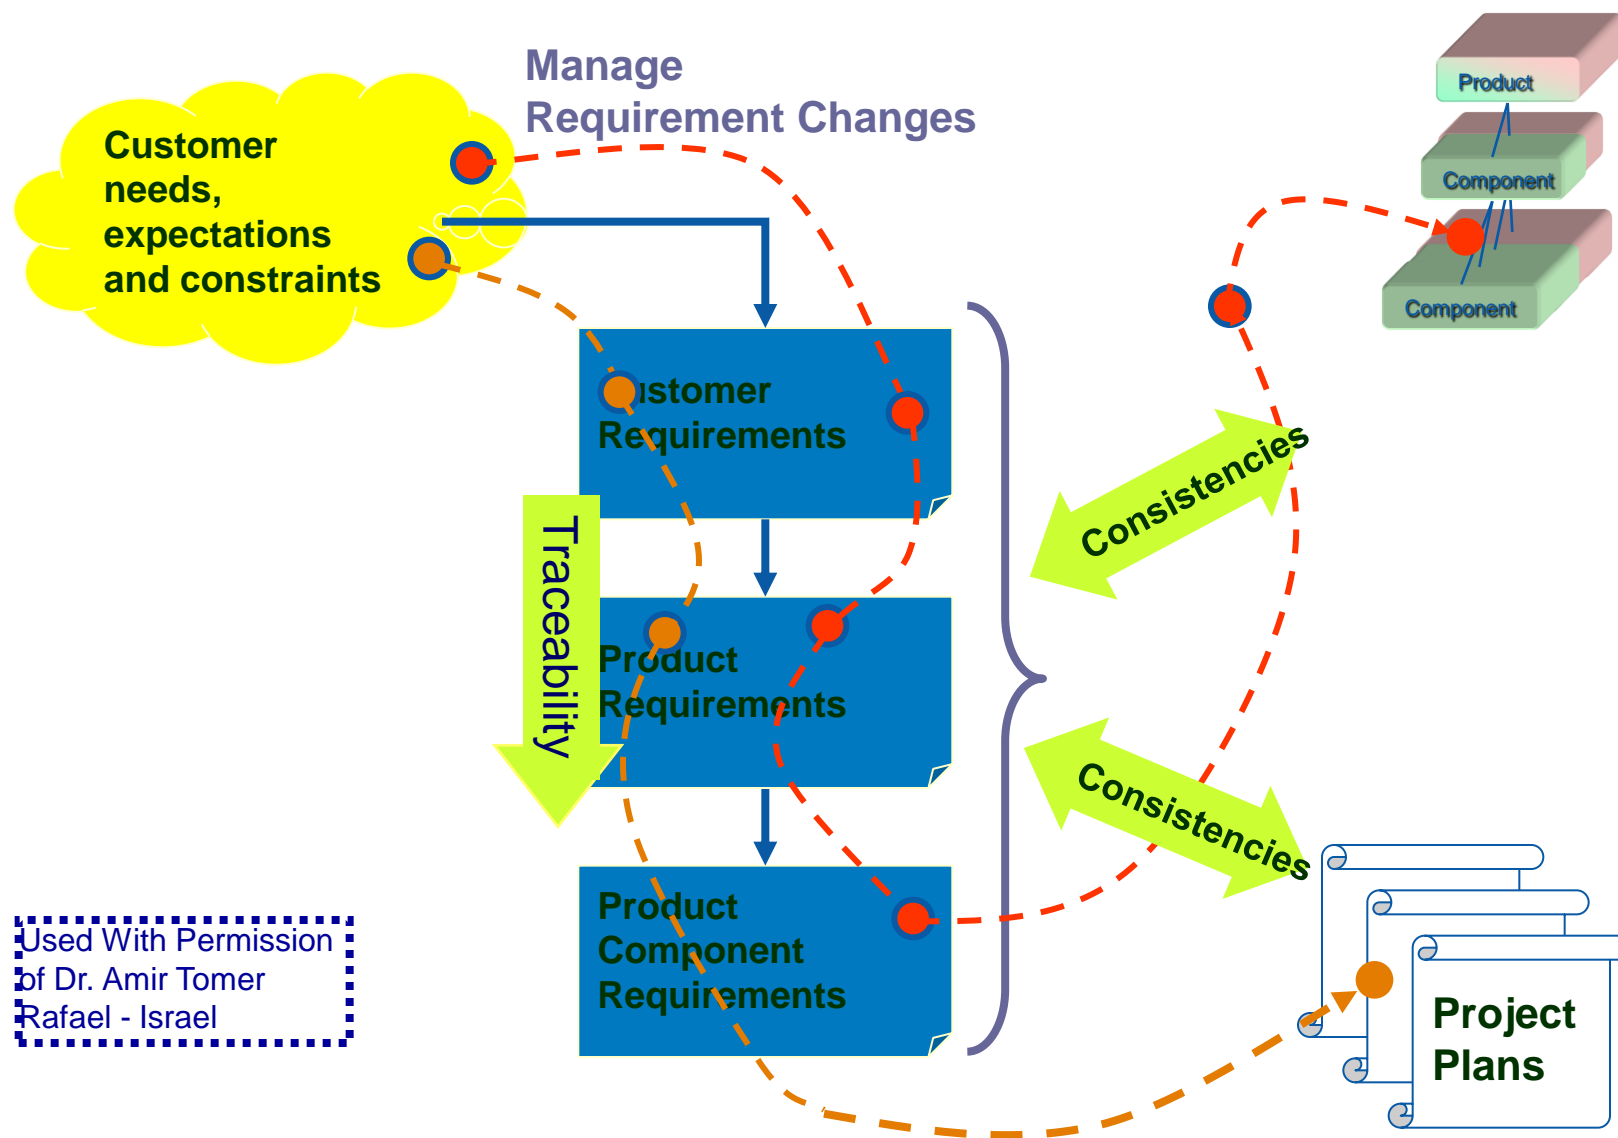 Manage
Requirement Changes
Customer
needs,
expectations
and constraints
Product
Component
Component
Customer
Requirements
Consistencies
Traceability
Product
Requirements
Consistencies
Product
Component
Requirements
Used With Permission
of Dr. Amir Tomer
Rafael - Israel
Project
Plans